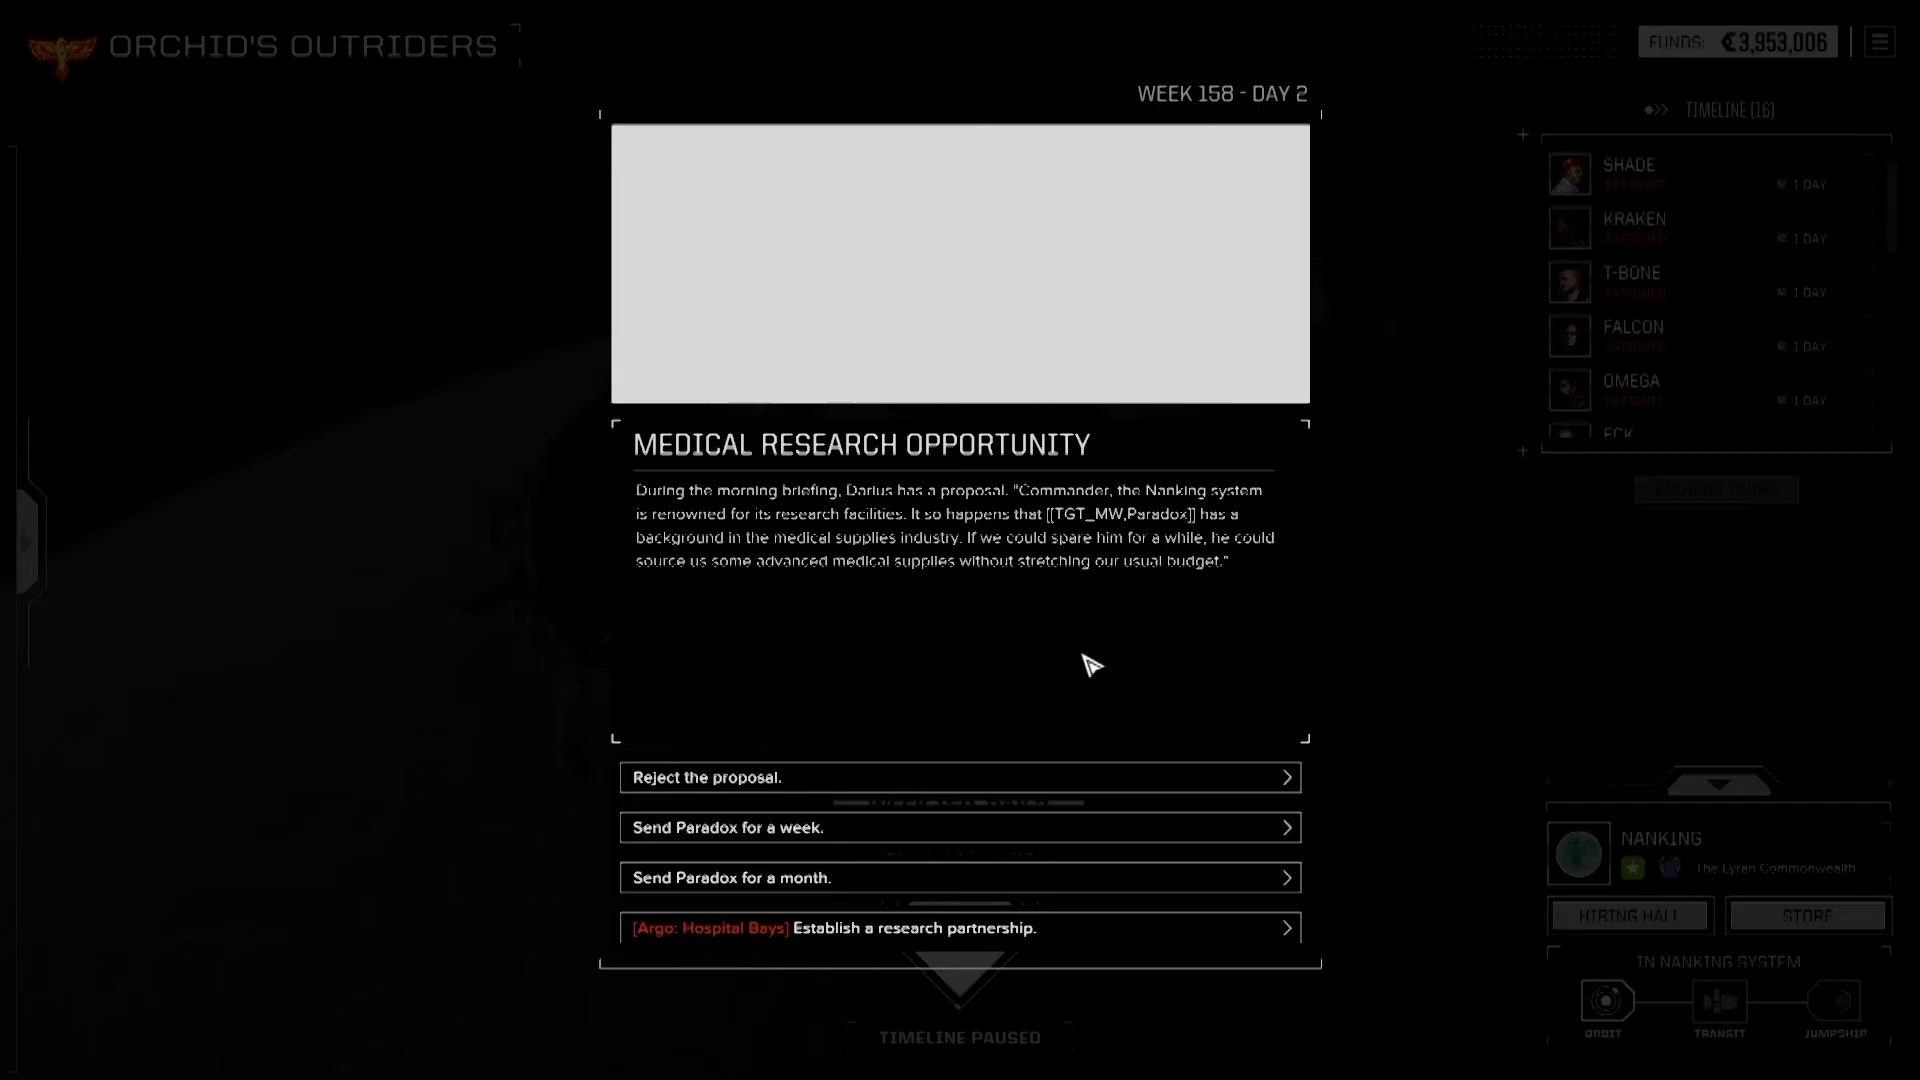 ORCHID'S OUTRIDERS
FUNDS: €3,953,006
WEEK 158 - DAY 2
TIMELINE (16)
SHADE
FATIGUED
1 DAY
KRAKEN
FATIGUED
1 DAY
T-BONE
FATIGUED
1 DAY
FALCON
FATIGUED
1 DAY
OMEGA
FATIGUED
1 DAY
MEDICAL RESEARCH OPPORTUNITY
During the morning briefing, Darius has a proposal. "Commander, the Nanking system
is renowned for its research facilities. It so happens that [[TGT_MW,Paradox]] has a
background in the medical supplies industry. If we could spare him for a while, he could
source us some advanced medical supplies without stretching our usual budget."
Reject the proposal.
Send Paradox for a week.
Send Paradox for a month.
[Argo: Hospital Bays] Establish a research partnership.
TIMELINE PAUSED
NANKING
The Lyran Commonwealth
HIRING HALL
STORE
IN NANKING SYSTEM
ORBIT
TRANSIT
JUMPSHIP